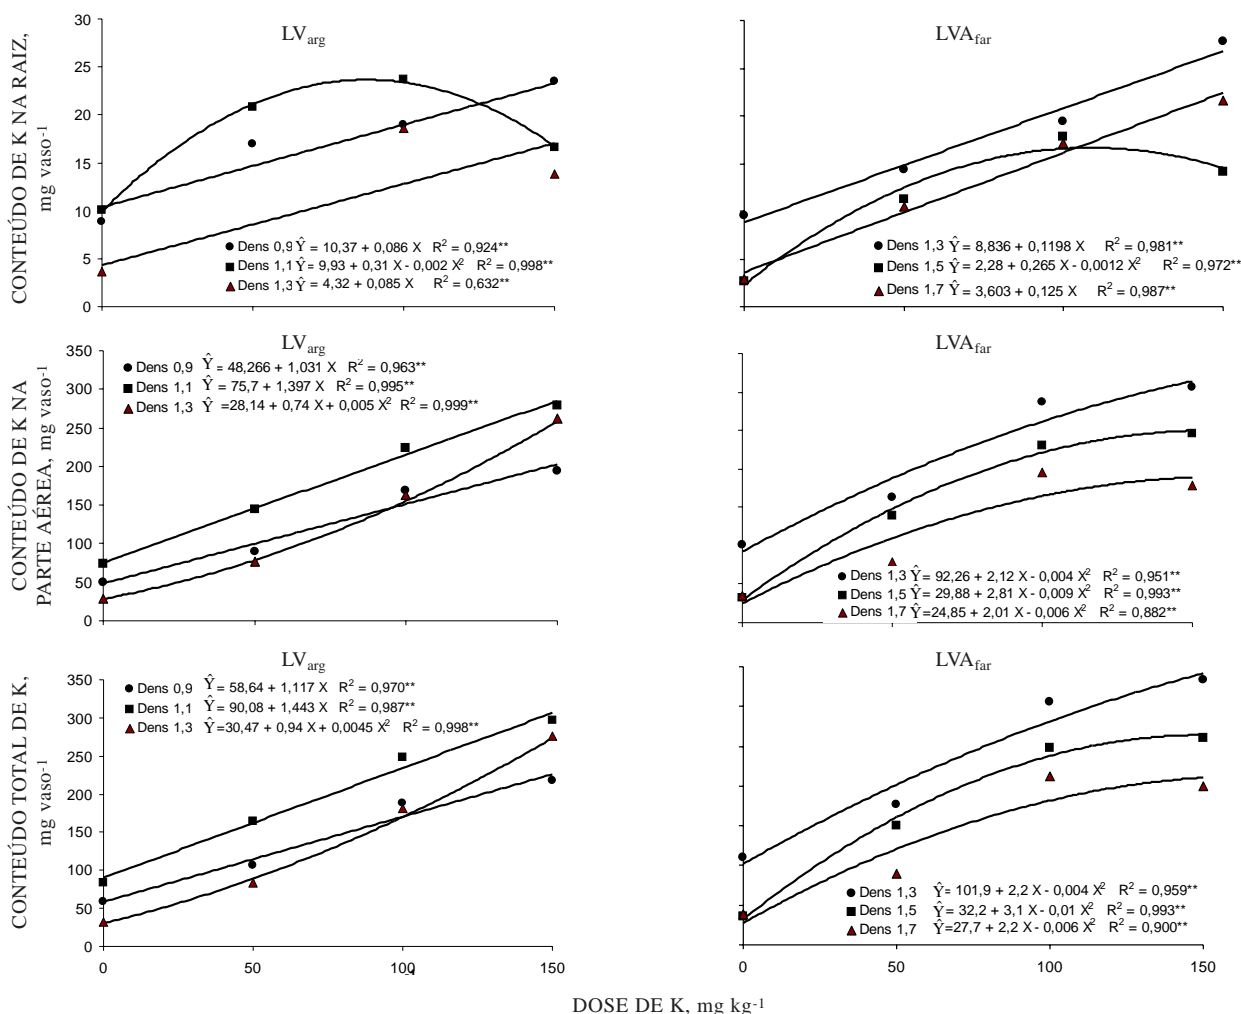 CONTEÚDO DE K NA RAIZ,
mg vaso-1
LVarg
30
25
20
15
10
5
0
Dens 0,9 Ŷ = 10,37 + 0,086 X R2 = 0,924**
Dens 1,1 Ŷ = 9,93 + 0,31 X - 0,002 X2 R2 = 0,998**
Dens 1,3 Ŷ = 4,32 + 0,085 X R2 = 0,632**
LVAfar
Dens 1,3 Ŷ = 8,836 + 0,1198 X R2 = 0,981**
Dens 1,5 Ŷ = 2,28 + 0,265 X - 0,0012 X2 R2 = 0,972**
Dens 1,7 Ŷ = 3,603 + 0,125 X R2 = 0,987**
CONTEÚDO DE K NA
PARTE AÉREA, mg vaso-1
LVarg
350
300
250
200
150
100
50
0
Dens 0,9 Ŷ = 48,266 + 1,031 X R2 = 0,963**
Dens 1,1 Ŷ = 75,7 + 1,397 X R2 = 0,995**
Dens 1,3 Ŷ =28,14 + 0,74 X + 0,005 X2 R2 = 0,999**
LVAfar
Dens 1,3 Ŷ = 92,26 + 2,12 X - 0,004 X2 R2 = 0,951**
Dens 1,5 Ŷ = 29,88 + 2,81 X - 0,009 X2 R2 = 0,993**
Dens 1,7 Ŷ =24,85 + 2,01 X - 0,006 X2 R2 = 0,882**
CONTEÚDO TOTAL DE K,
mg vaso-1
LVarg
350
300
250
200
150
100
50
0
Dens 0,9 Ŷ = 58,64 + 1,117 X R2 = 0,970**
Dens 1,1 Ŷ = 90,08 + 1,443 X R2 = 0,987**
Dens 1,3 Ŷ =30,47 + 0,94 X + 0,0045 X2 R2 = 0,998**
0 50 100 150
LVAfar
Dens 1,3 Ŷ= 101,9 + 2,2 X - 0,004 X2 R2 = 0,959**
Dens 1,5 Ŷ = 32,2 + 3,1 X - 0,01 X2 R2 = 0,993**
Dens 1,7 Ŷ =27,7 + 2,2 X - 0,006 X2 R2 = 0,900**
0 50 100 150
DOSE DE K, mg kg-1